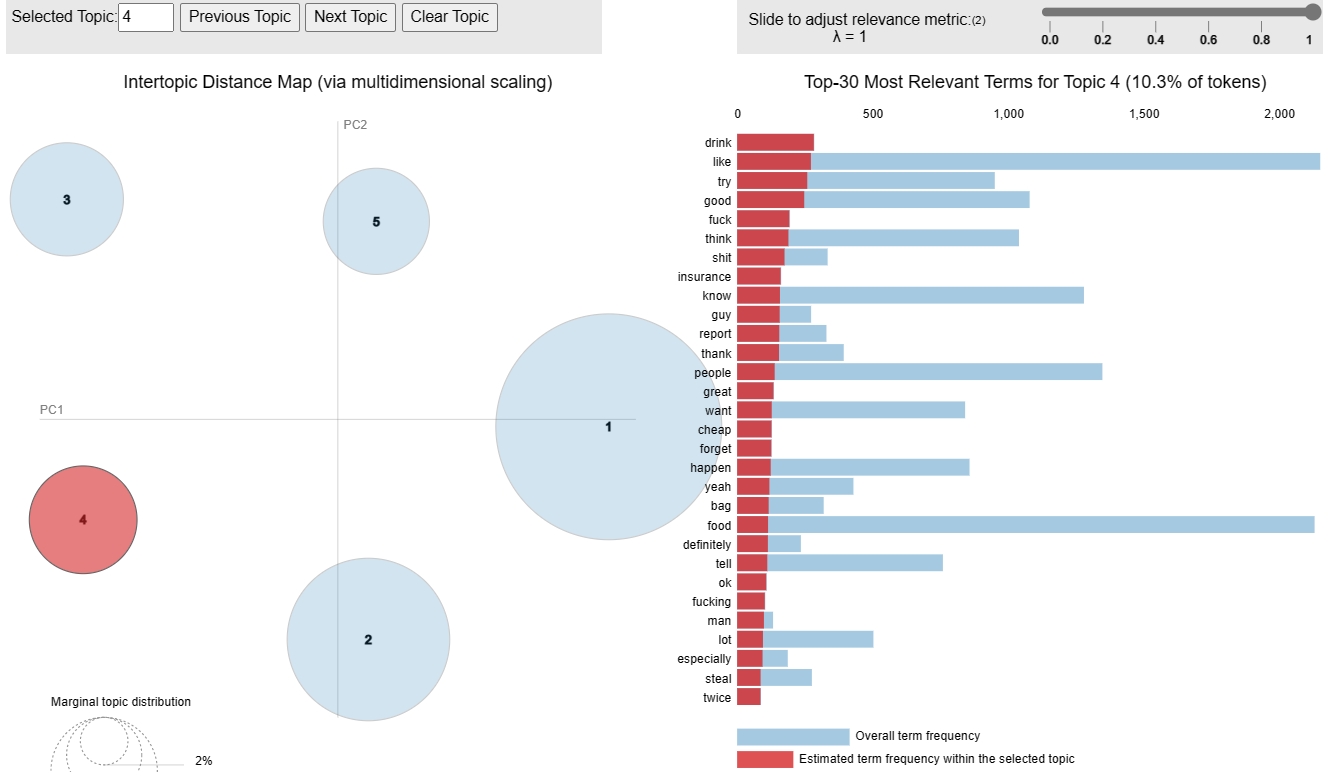 Selected Topic: 4 Previous Topic Next Topic Clear Topic
Slide to adjust relevance metric:(2)
λ = 1
0.0 0.2 0.4 0.6 0.8 1
Intertopic Distance Map (via multidimensional scaling)
PC2
PC1
3
5
1
4
2
Marginal topic distribution
2%
Top-30 Most Relevant Terms for Topic 4 (10.3% of tokens)
0 500 1,000 1,500 2,000
drink
like
try
good
fuck
think
shit
insurance
know
guy
report
thank
people
great
want
cheap
forget
happen
yeah
bag
food
definitely
tell
ok
fucking
man
lot
especially
steal
twice
Overall term frequency
Estimated term frequency within the selected topic